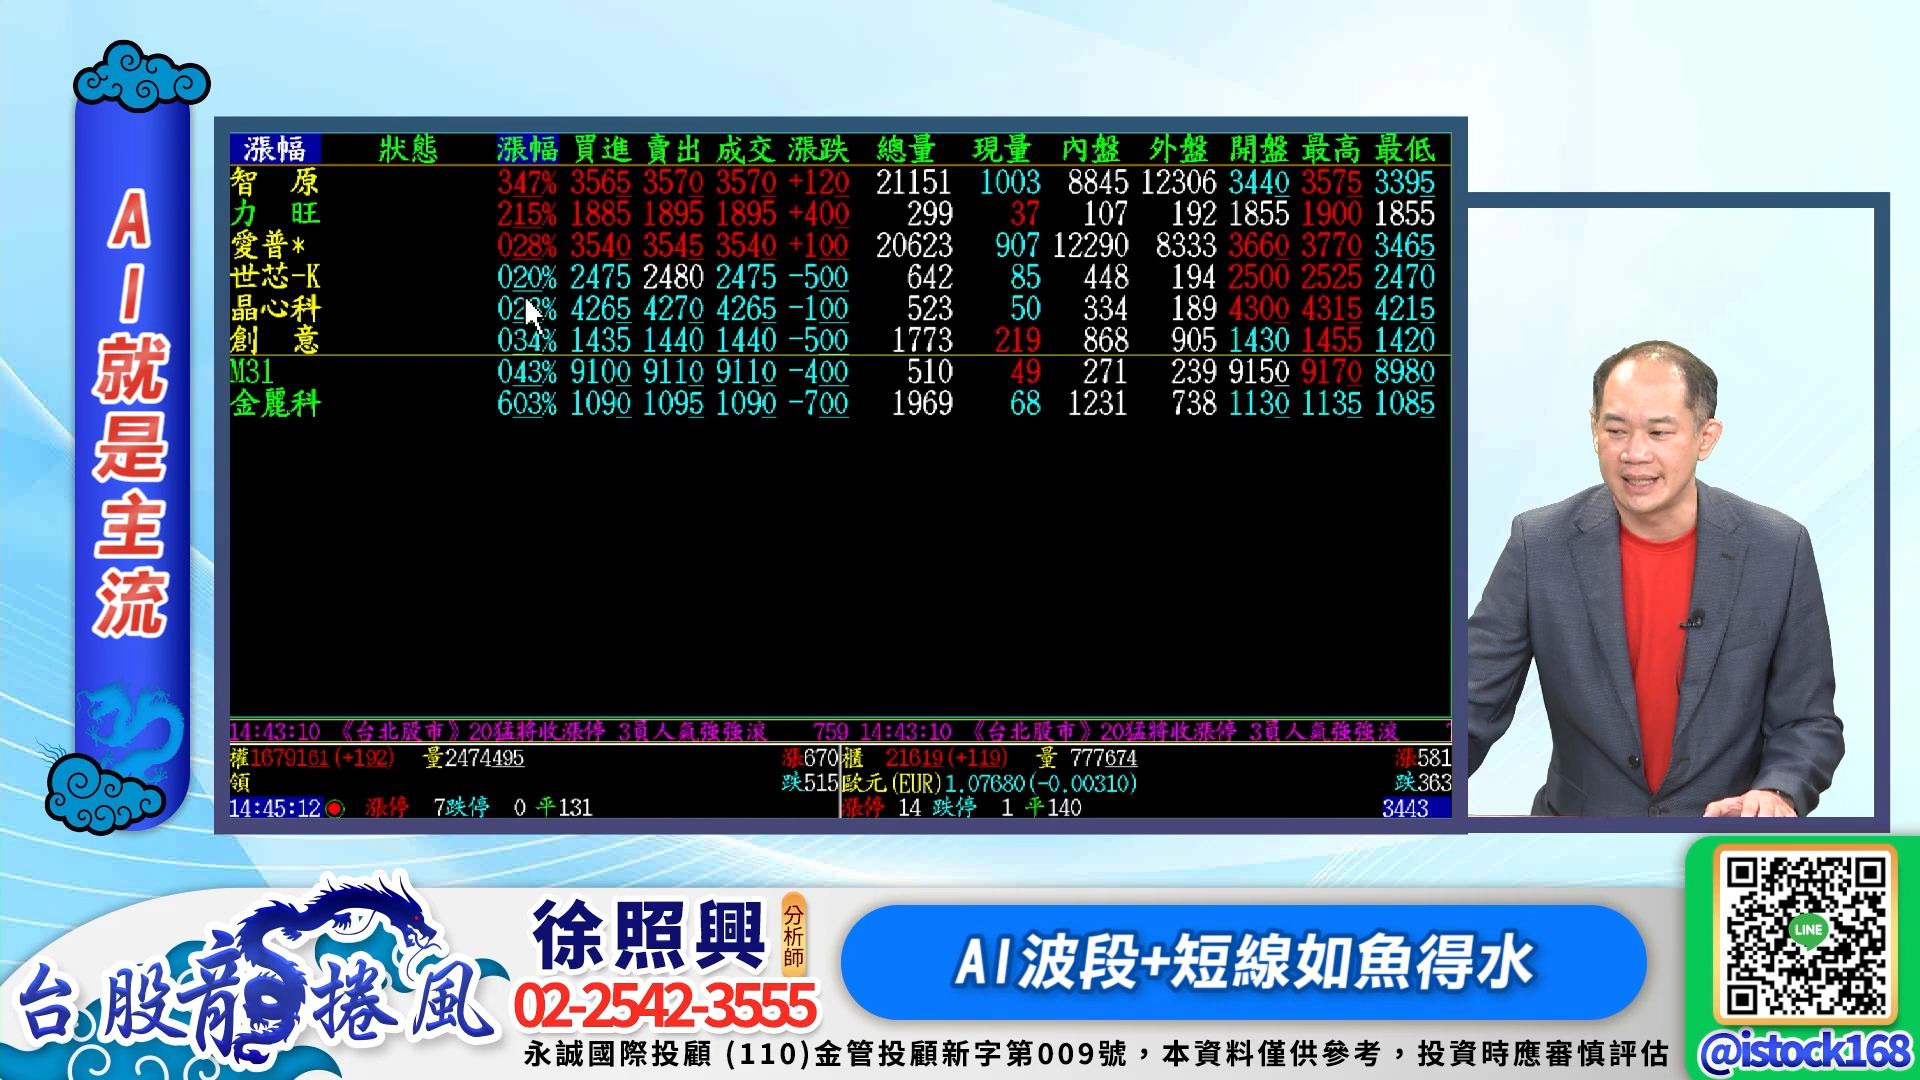 AI就是主流
漲幅 狀態 漲幅 買進 賣出 成交 漲跌 總量 現量 內盤 外盤 開盤 最高 最低
智原 347% 3565 3570 3570 +120 21151 1003 8845 12306 3440 3575 3395
力旺 215% 1885 1895 1895 +400 299 37 107 192 1855 1900 1855
愛普* 028% 3540 3545 3540 +100 20623 907 12290 8333 3660 3770 3465
世芯-K 020% 2475 2480 2475 -500 642 85 448 194 2500 2525 2470
晶心科 4265 4270 4265 -100 523 50 334 189 4300 4315 4215
創意 034% 1435 1440 1440 -500 1773 219 868 905 1430 1455 1420
M31 043% 9100 9110 9110 -400 510 49 271 239 9150 9170 8980
金麗科 603% 1090 1095 1090 -700 1969 68 1231 738 1130 1135 1085
14:43:10 《台北股市》20猛將收漲停 3員人氣強強滾 759 14:43:10 《台北股市》20猛將收漲停 3員人氣強強滾
權1679161(+192) 量2474495 漲670 櫃 21619(+119) 量 777674 漲581
領 跌515 歐元(EUR)1.07680(-0.00310) 跌363
14:45:12 漲停 7跌停 0 平131 漲停 14 跌停 1 平140 3443
台股龍捲風
徐照興 分析師
02-2542-3555
AI波段+短線如魚得水
LINE
@istock168
永誠國際投顧 (110)金管投顧新字第009號，本資料僅供參考，投資時應審慎評估